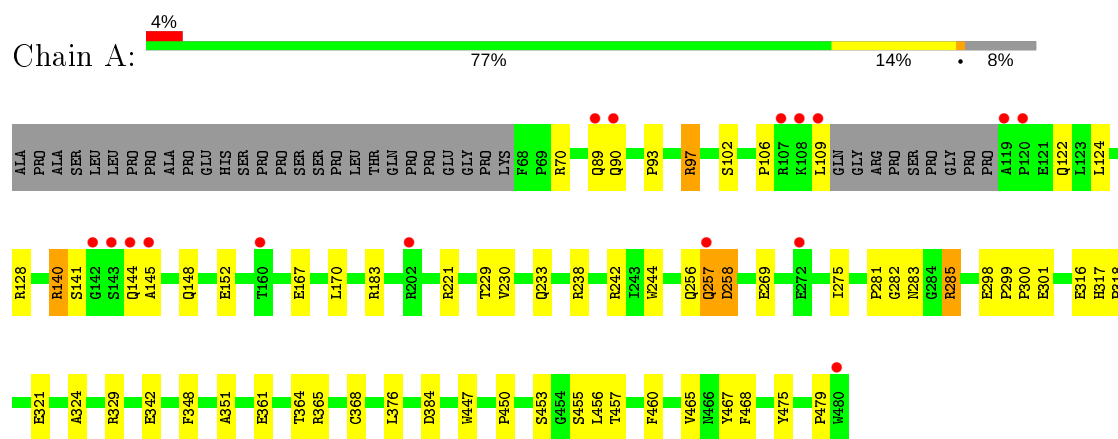 4%
Chain A:
77% 14% • 8%
ALA PRO ALA SER LEU LEU PRO PRO ALA PRO GLU HIS SER PRO PRO SER SER PRO LEU THR GLN PRO PRO GLU GLY PRO LYS F68 P69 R70 Q89 Q90 P93 R97 S102 P106 R107 K108 L109 GLN GLY ARG PRO SER PRO GLY PRO PRO A119 P120 E121 Q122 L123 L124
R128 R140 S141 G142 S143 Q144 A145 Q148 E152 T160 E167 L170 R183 R202 R221 T229 V230 Q233 R238 R242 I243 W244 Q256 Q257 D258 E269 E272 I275 P281 G282 N283 G284 R285 E298 P299 P300 E301 E316 H317
E321 A324 R329 E342 F348 A351 E361 T364 R365 C368 L376 D384 W447 P450 S453 G454 S455 L456 T457 F460 V465 N466 Y467 F468 Y475 P479 W480